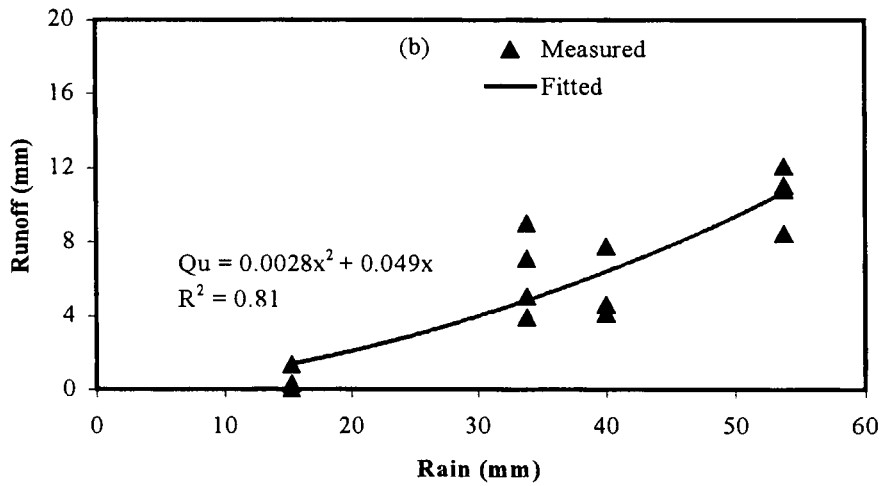 20
(b)
Measured
Fitted
16
12
8
4
0
Runoff (mm)
Qu = 0.0028x² + 0.049x
R² = 0.81
0 10 20 30 40 50 60
Rain (mm)